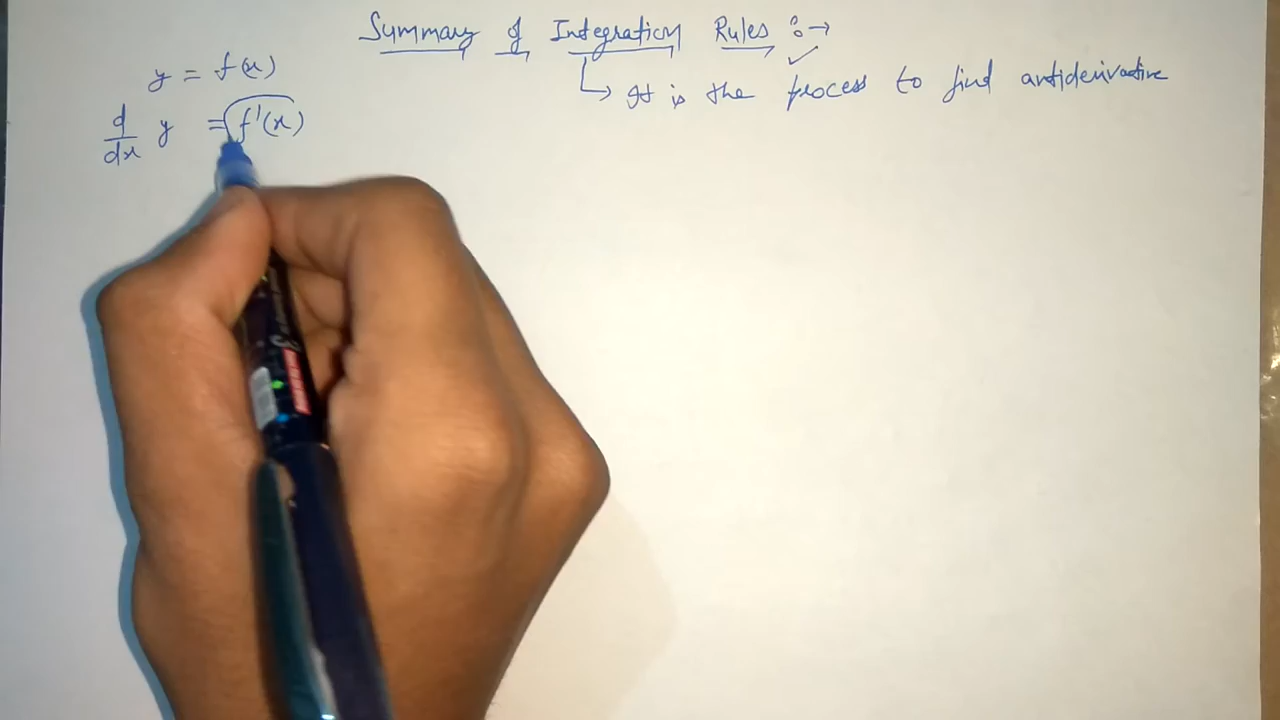 Summary of Integration Rules :→
↳ It is the process to find antiderivative
y = f(x)
d/dx y = f'(x)